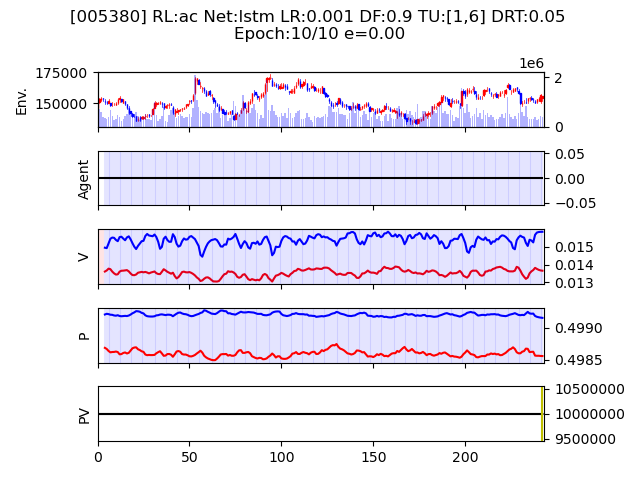 [005380] RL:ac Net:lstm LR:0.001 DF:0.9 TU:[1,6] DRT:0.05
Epoch:10/10 e=0.00
1e6
175000
150000
Env.
2
0
Agent
0.05
0.00
−0.05
V
0.015
0.014
0.013
P
0.4990
0.4985
PV
10500000
10000000
9500000
0 50 100 150 200